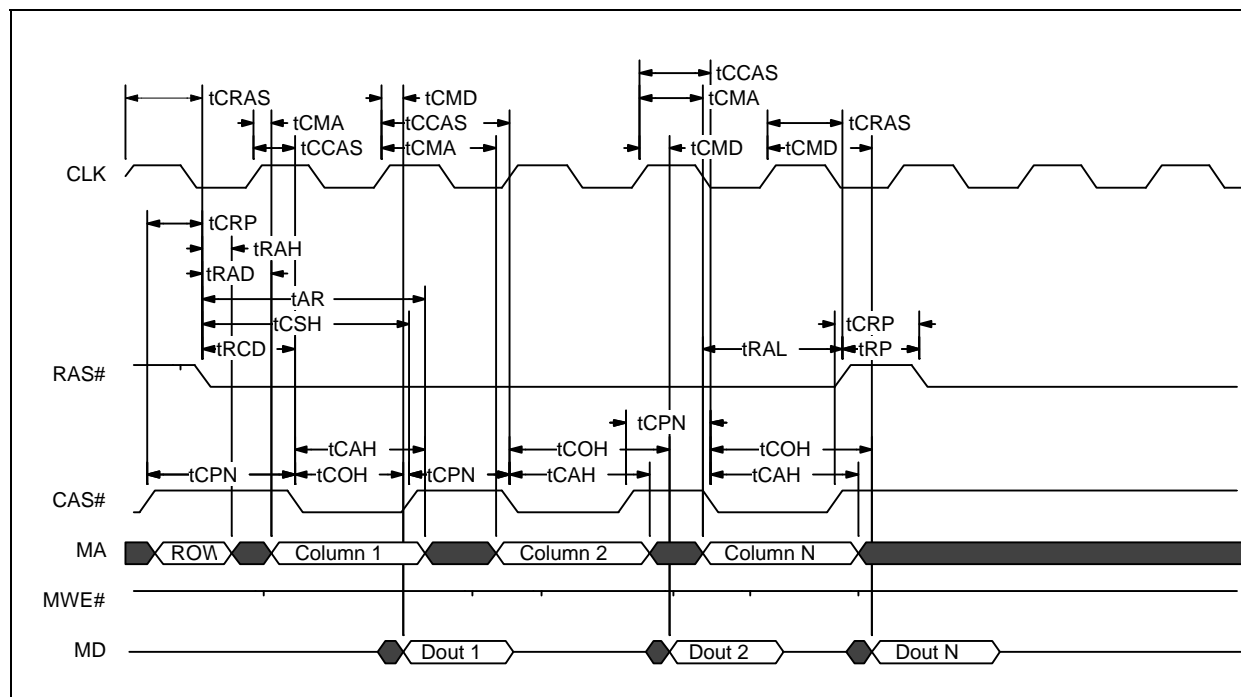 tCCAS
tCRAS tCMD tCMA
tCMA tCCAS tCRAS
tCCAS tCMA tCMD tCMD
CLK
tCRP
tRAH
tRAD
tAR
tCSH tCRP
tRCD tRAL tRP
RAS#
tCPN
tCAH tCOH tCOH
tCPN tCOH tCPN tCAH tCAH
CAS#
MA ROW Column 1 Column 2 Column N
MWE#
MD Dout 1 Dout 2 Dout N